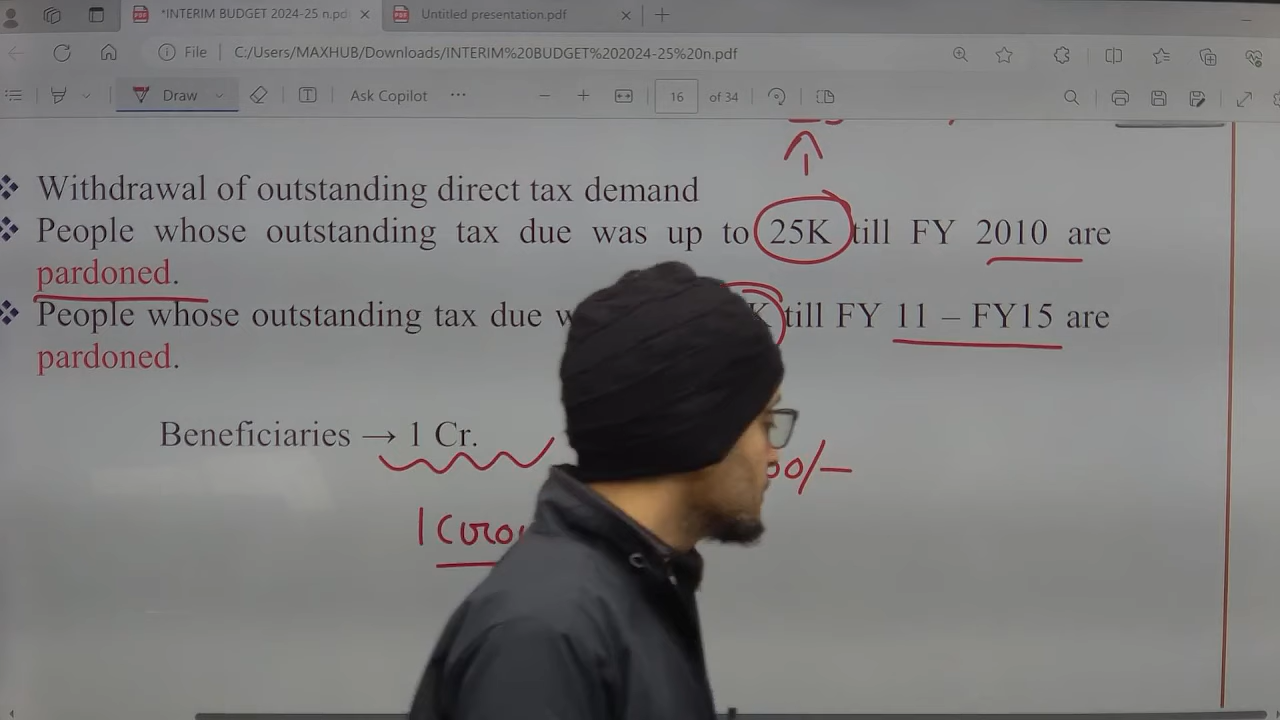 *INTERIM BUDGET 2024-25 n.pd
Untitled presentation.pdf
File
C:/Users/MAXHUB/Downloads/INTERIM%20BUDGET%202024-25%20n.pdf
Draw
Ask Copilot
16 of 34
Withdrawal of outstanding direct tax demand
People whose outstanding tax due was up to 25K till FY 2010 are
pardoned.
People whose outstanding tax due K till FY 11 – FY15 are
pardoned.
Beneficiaries → 1 Cr.
00/-
1